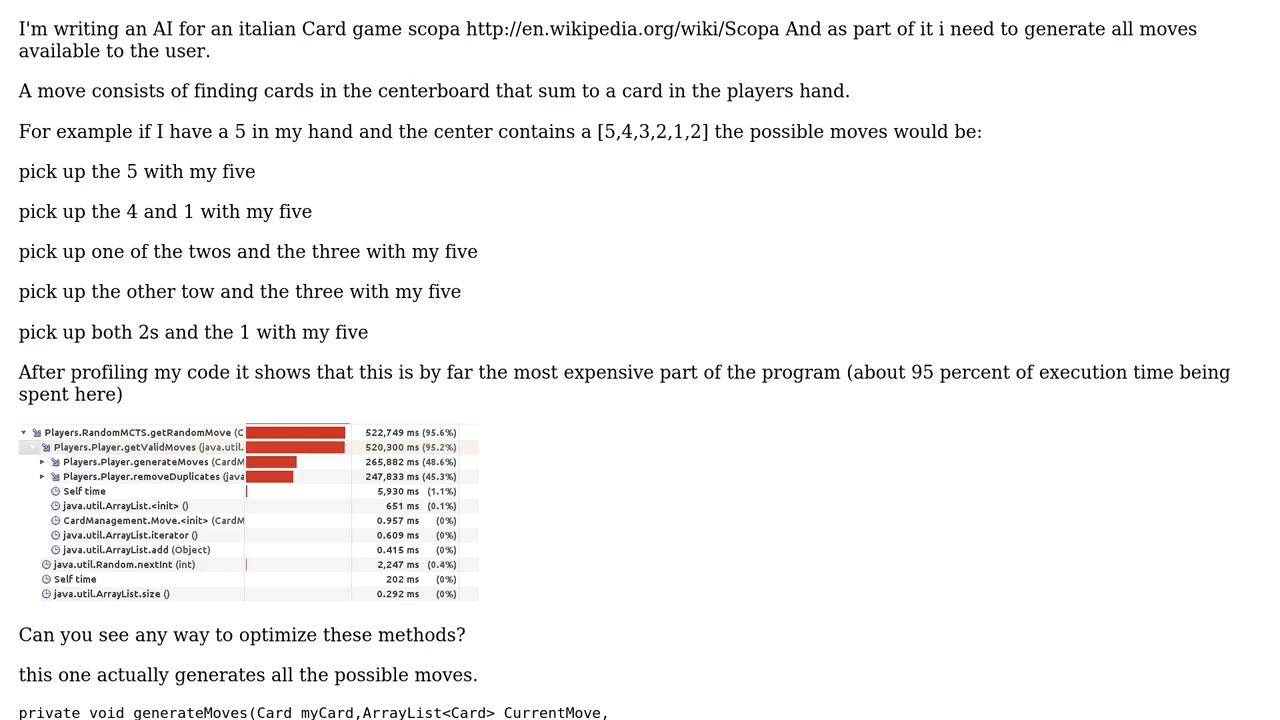 I'm writing an AI for an italian Card game scopa http://en.wikipedia.org/wiki/Scopa And as part of it i need to generate all moves
available to the user.
A move consists of finding cards in the centerboard that sum to a card in the players hand.
For example if I have a 5 in my hand and the center contains a [5,4,3,2,1,2] the possible moves would be:
pick up the 5 with my five
pick up the 4 and 1 with my five
pick up one of the twos and the three with my five
pick up the other tow and the three with my five
pick up both 2s and the 1 with my five
After profiling my code it shows that this is by far the most expensive part of the program (about 95 percent of execution time being
spent here)
Players.RandomMCTS.getRandomMove (C 522,749 ms (95.6%)
Players.Player.getValidMoves (java.util. 520,300 ms (95.2%)
Players.Player.generateMoves (CardM 265,882 ms (48.6%)
Players.Player.removeDuplicates (java 247,833 ms (45.3%)
Self time 5,930 ms (1.1%)
java.util.ArrayList.<init> () 651 ms (0.1%)
CardManagement.Move.<init> (CardM 0.957 ms (0%)
java.util.ArrayList.iterator () 0.609 ms (0%)
java.util.ArrayList.add (Object) 0.415 ms (0%)
java.util.Random.nextInt (int) 2,247 ms (0.4%)
Self time 202 ms (0%)
java.util.ArrayList.size () 0.292 ms (0%)
Can you see any way to optimize these methods?
this one actually generates all the possible moves.
private void generateMoves(Card myCard,ArrayList<Card> CurrentMove,